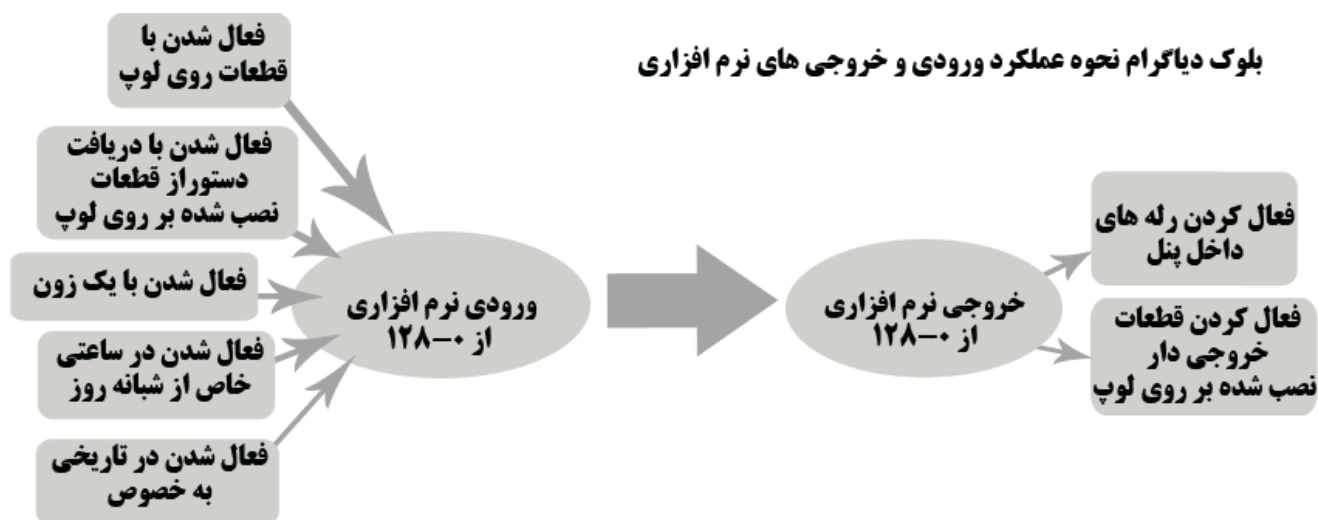 بلوک دیاگرام نحوه عملکرد ورودی و خروجی های نرم افزاری
فعال شدن با
قطعات روی لوپ
فعال شدن با دریافت
دستوراز قطعات
نصب شده بر روی لوپ
فعال شدن با یک زون
فعال شدن در ساعتی
خاص از شبانه روز
فعال شدن در تاریخی
به خصوص
ورودی نرم افزاری
از ۰-۱۲۸
خروجی نرم افزاری
از ۰-۱۲۸
فعال کردن رله های
داخل پنل
فعال کردن قطعات
خروجی دار
نصب شده بر روی لوپ